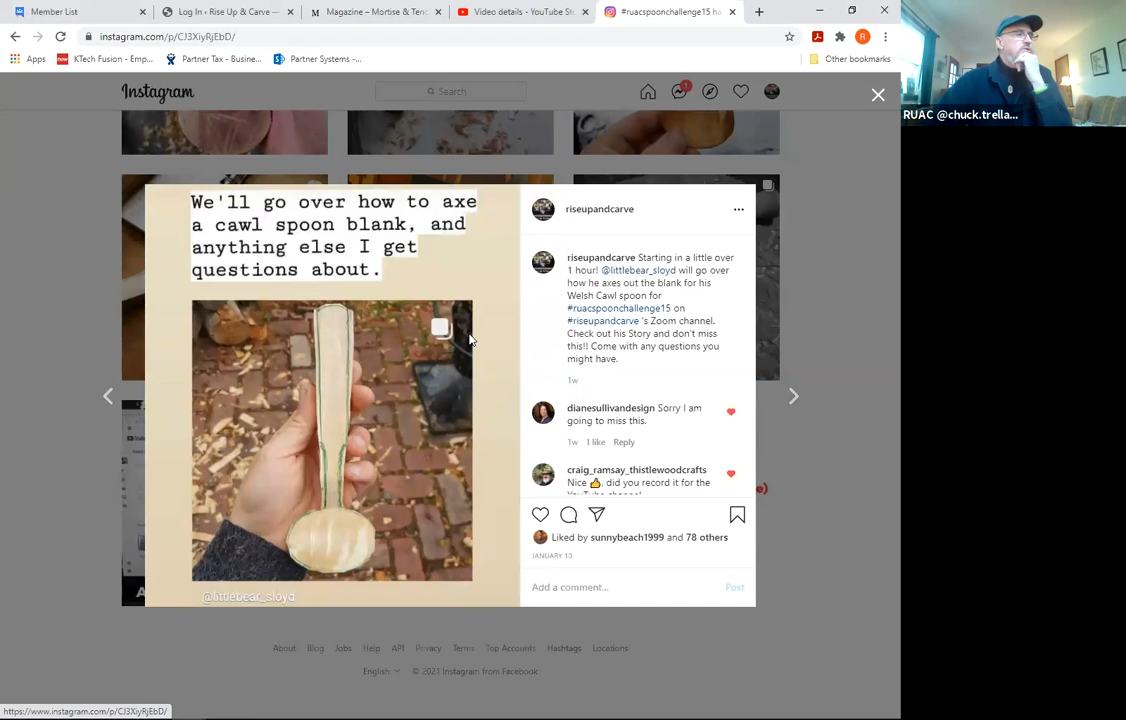 Member List
Log In ‹ Rise Up & Carve —
Magazine – Mortise & Ten
Video details - YouTube St
#ruacspoonchallenge15 ha
instagram.com/p/CJ3XiyRjEbD/
R
Apps
KTech Fusion - Emp...
Partner Tax - Busine...
Partner Systems -...
Other bookmarks
Instagram
Search
1
RUAC @chuck.trella...
We'll go over how to axe
a cawl spoon blank, and
anything else I get
questions about.
@littlebear_sloyd
riseupandcarve
riseupandcarve Starting in a little over
1 hour! @littlebear_sloyd will go over
how he axes out the blank for his
Welsh Cawl spoon for
#ruacspoonchallenge15 on
#riseupandcarve 's Zoom channel.
Check out his Story and don't miss
this!! Come with any questions you
might have.
1w
dianesullivandesign Sorry I am
going to miss this.
1w 1 like Reply
craig_ramsay_thistlewoodcrafts
Nice 👍, did you record it for the
YouTube channel
Liked by sunnybeach1999 and 78 others
JANUARY 10
Add a comment...
Post
About Blog Jobs Help API Privacy Terms Top Accounts Hashtags Locations
English © 2021 Instagram from Facebook
https://www.instagram.com/p/CJ3XiyRjEbD/